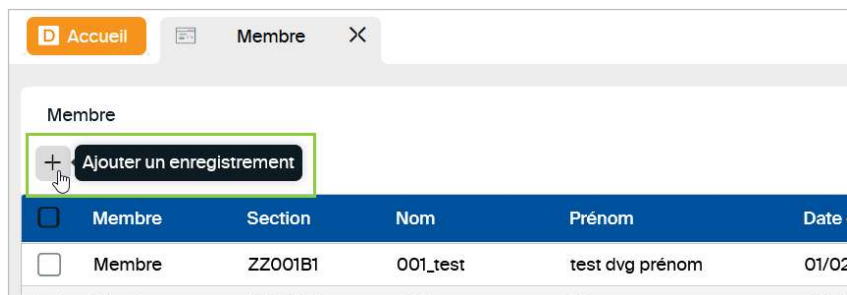 D Accueil Membre
Membre
Ajouter un enregistrement
Membre Section Nom Prénom Date
Membre ZZ001B1 001_test test dvg prénom 01/02